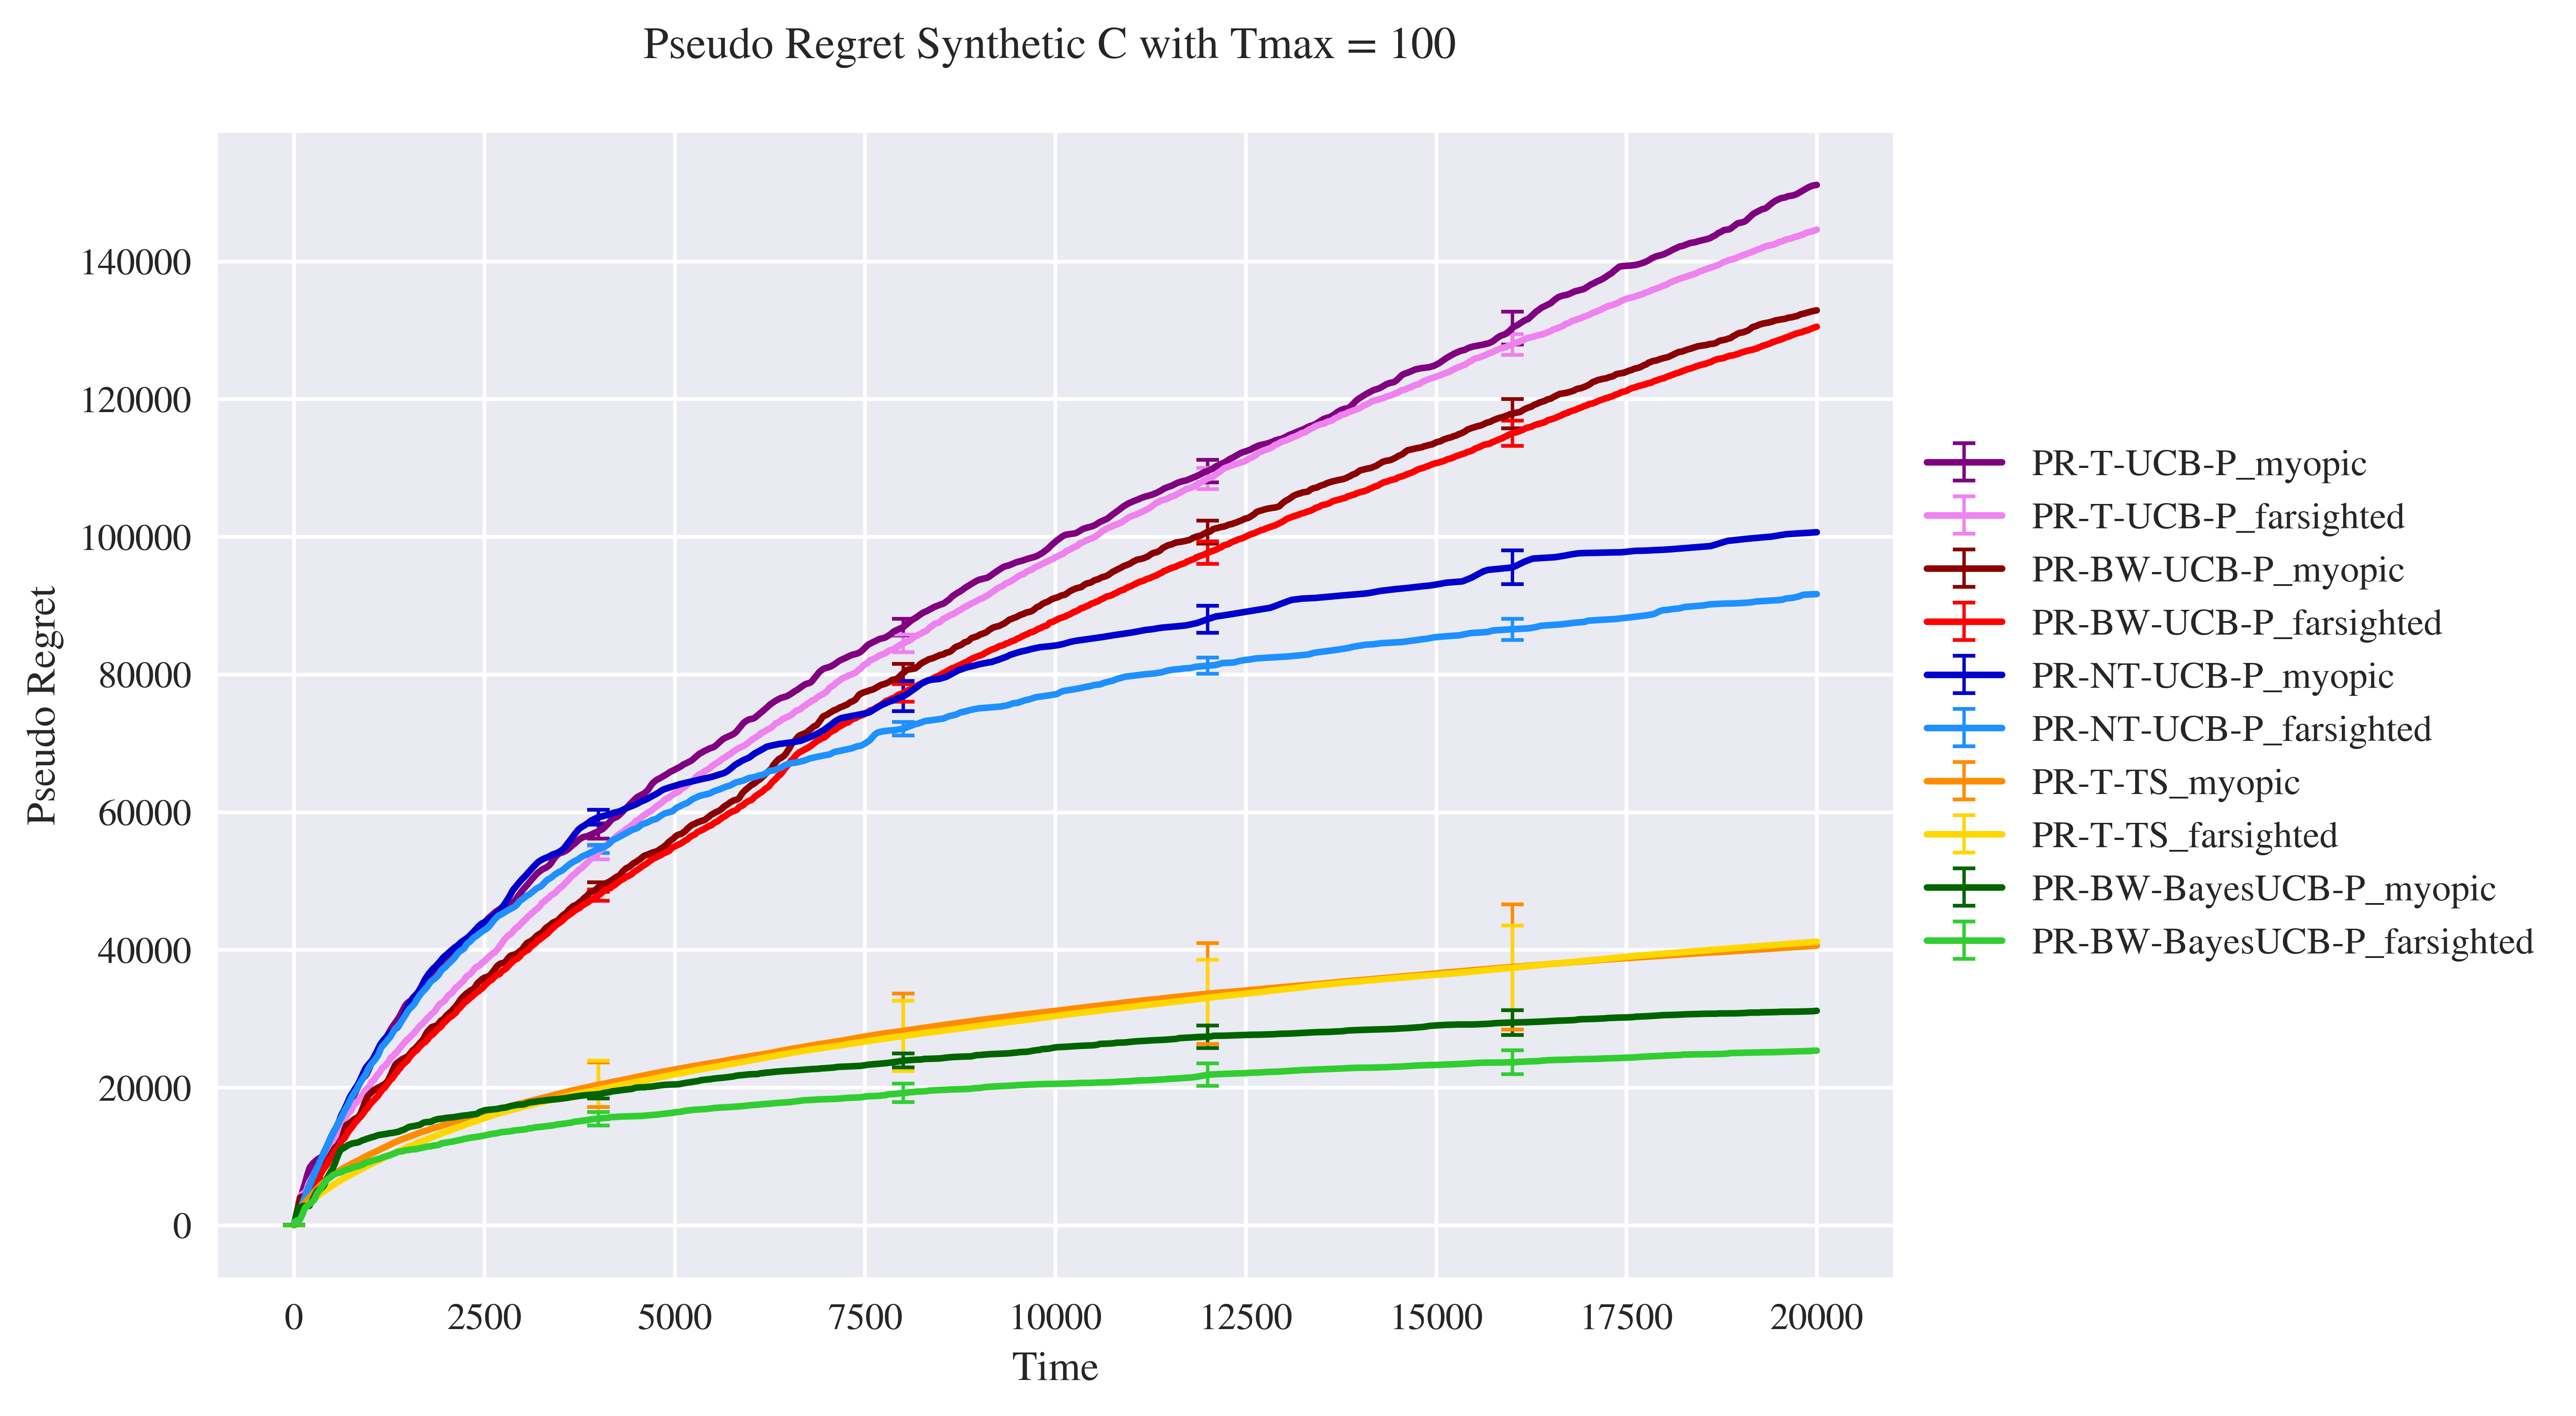 Pseudo Regret Synthetic C with Tmax = 100
Pseudo Regret
140000
120000
100000
80000
60000
40000
20000
0
0 2500 5000 7500 10000 12500 15000 17500 20000
Time
PR-T-UCB-P_myopic
PR-T-UCB-P_farsighted
PR-BW-UCB-P_myopic
PR-BW-UCB-P_farsighted
PR-NT-UCB-P_myopic
PR-NT-UCB-P_farsighted
PR-T-TS_myopic
PR-T-TS_farsighted
PR-BW-BayesUCB-P_myopic
PR-BW-BayesUCB-P_farsighted